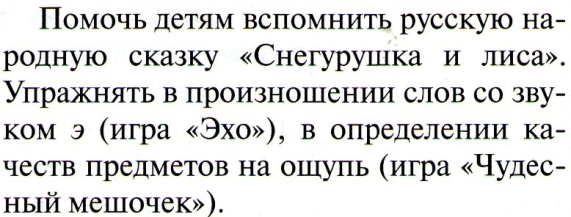 Помочь детям вспомнить русскую на-
родную сказку «Снегурушка и лиса».
Упражнять в произношении слов со зву-
ком э (игра «Эхо»), в определении ка-
честв предметов на ощупь (игра «Чудес-
ный мешочек»).